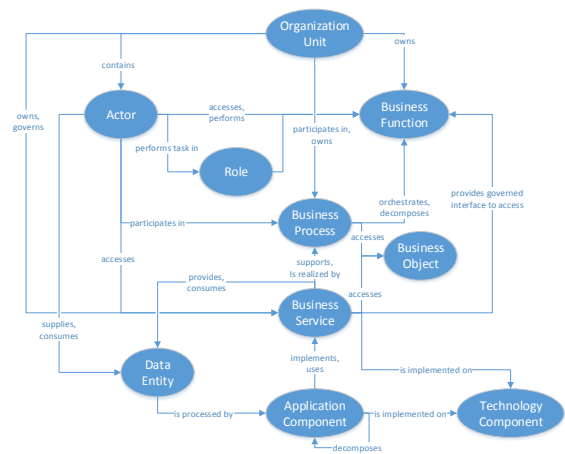 Organization
Unit
owns
contains
Actor
accesses,
performs
Business
Function
owns,
governs
participates in,
owns
performs task in
Role
provides governed
interface to access
orchestrates,
decomposes
participates in
Business
Process
accesses
Business
Object
accesses
supports,
Is realized by
provides,
consumes
accesses
Business
Service
supplies,
consumes
implements,
uses
Data
Entity
is implemented on
is processed by
Application
Component
is implemented on
Technology
Component
decomposes